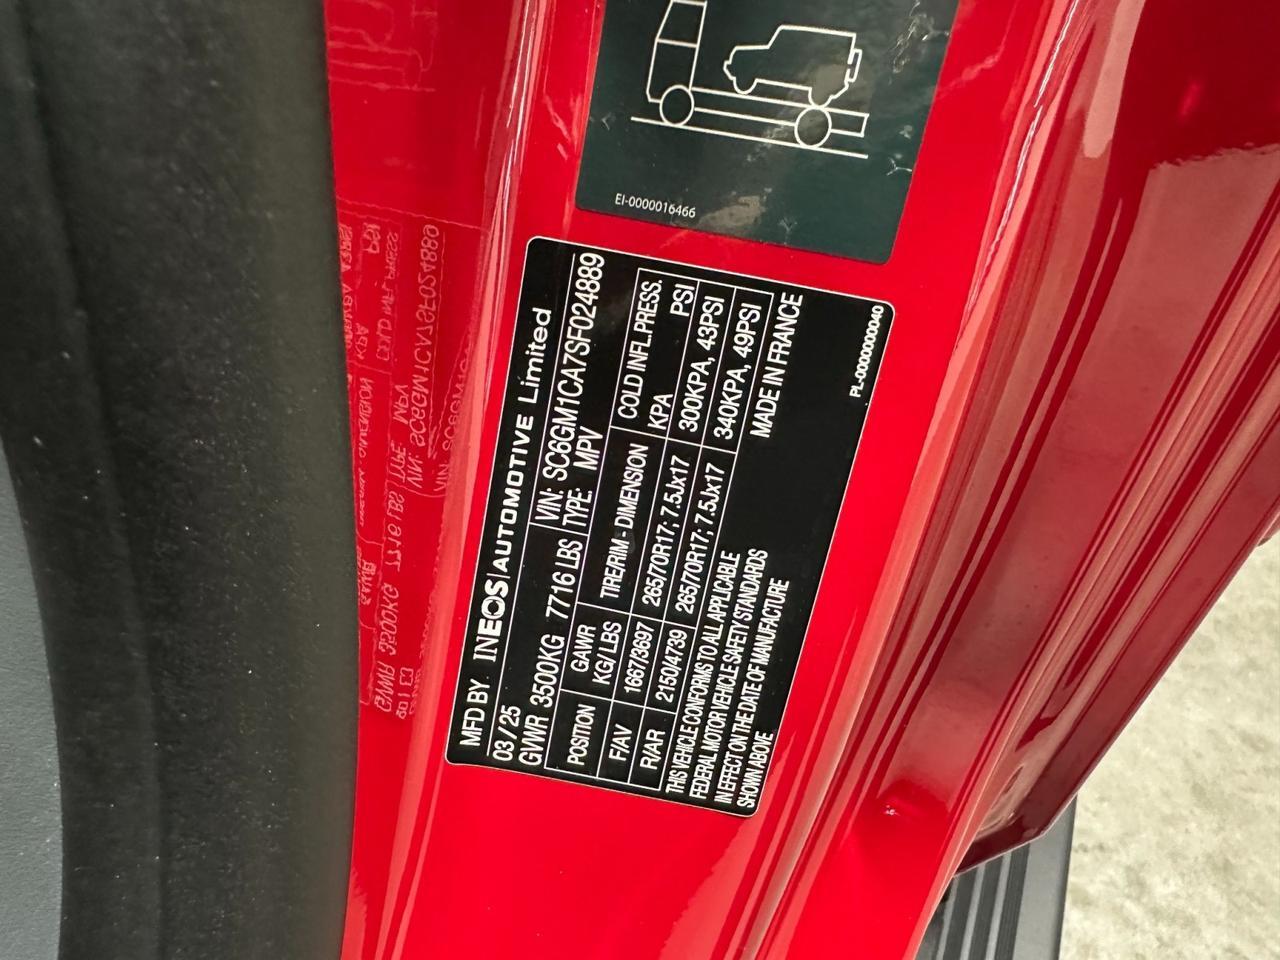 EI-0000016466
MFD BY. INEOS | AUTOMOTIVE Limited
03 / 25 VIN: SC6GM1CA7SF024889
GVWR 3500KG 7716 LBS TYPE: MPV
POSITION GAWR KG/ LBS TIRE/RIM - DIMENSION COLD INFL.PRESS. KPA PSI
F/AV 1667/3697 265/70R17; 7.5Jx17 300KPA, 43PSI
R/AR 2150/4739 265/70R17; 7.5Jx17 340KPA, 49PSI
THIS VEHICLE CONFORMS TO ALL APPLICABLE
FEDERAL MOTOR VEHICLE SAFETY STANDARDS
IN EFFECT ON THE DATE OF MANUFACTURE
SHOWN ABOVE
MADE IN FRANCE
PL-0000000040